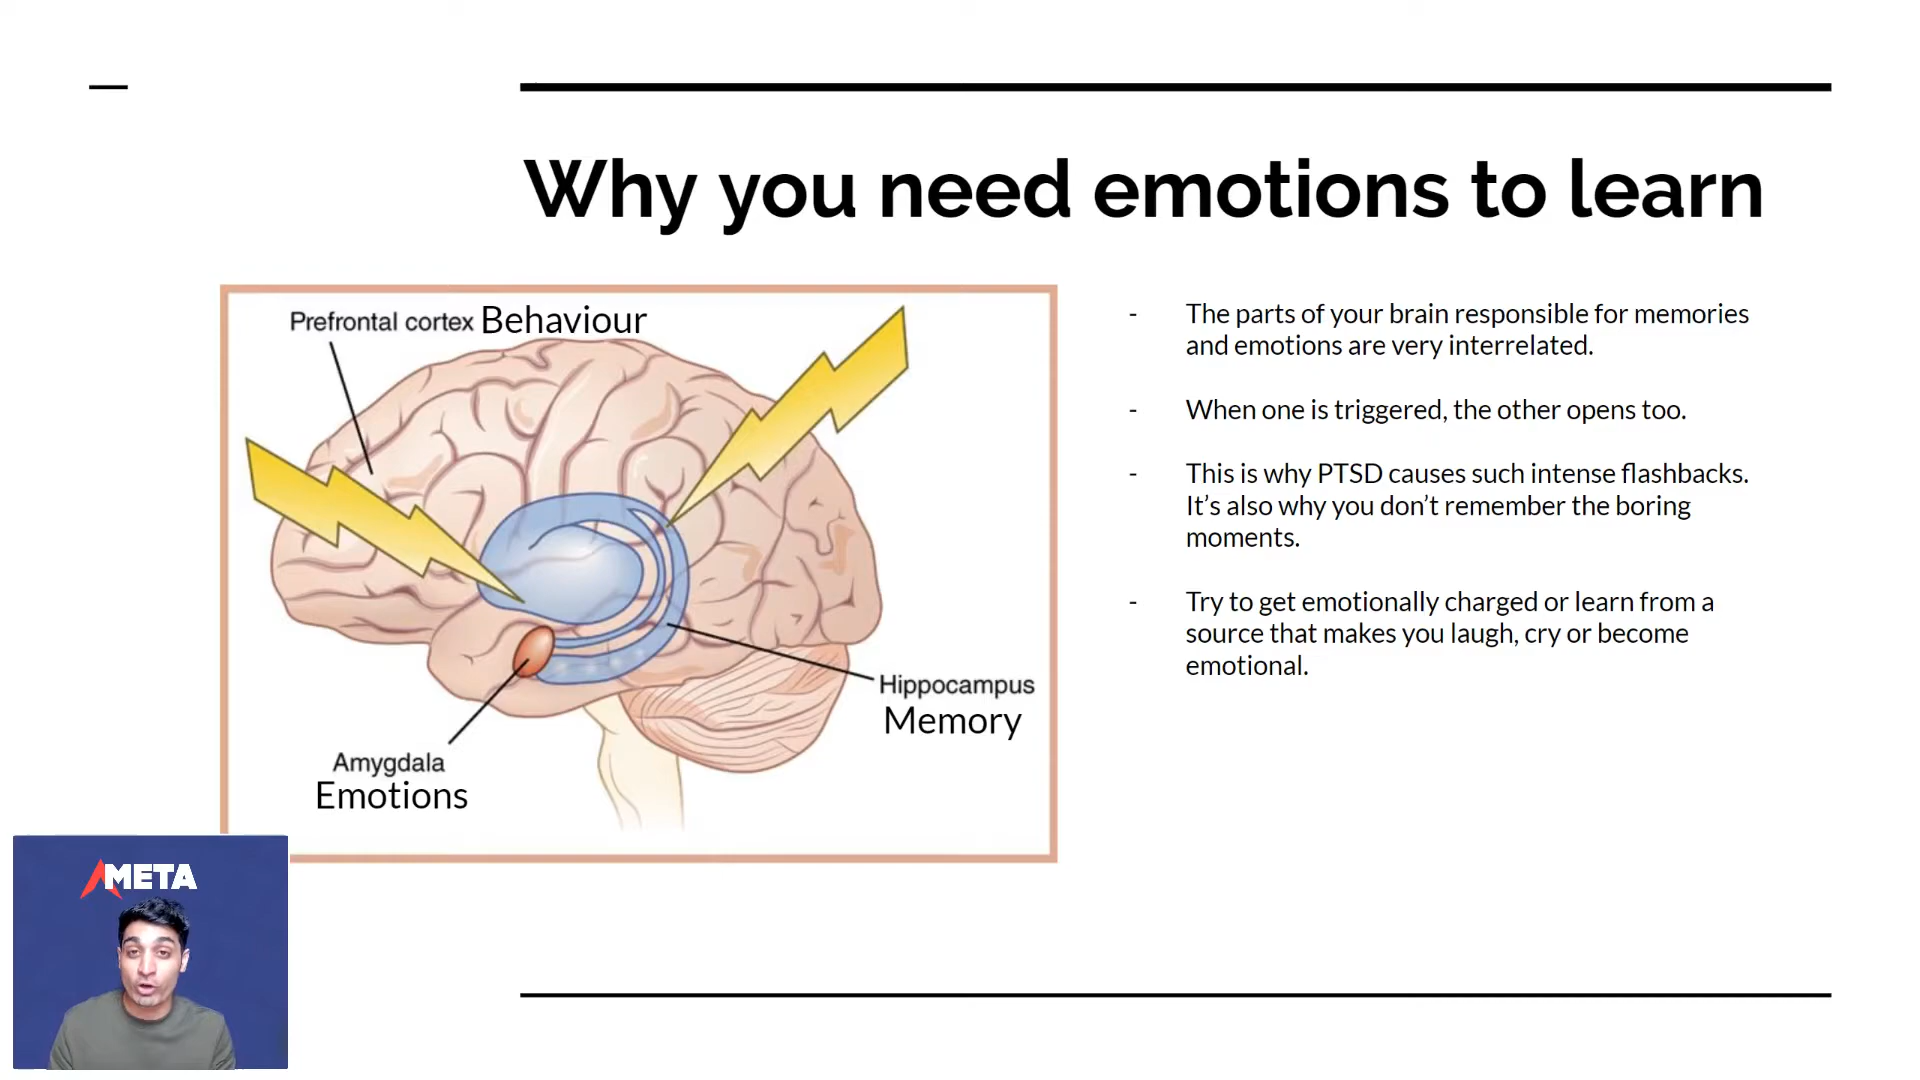 Why you need emotions to learn
Prefrontal cortex Behaviour
Hippocampus
Memory
Amygdala
Emotions
- The parts of your brain responsible for memories
and emotions are very interrelated.
- When one is triggered, the other opens too.
- This is why PTSD causes such intense flashbacks.
It’s also why you don’t remember the boring
moments.
- Try to get emotionally charged or learn from a
source that makes you laugh, cry or become
emotional.
META